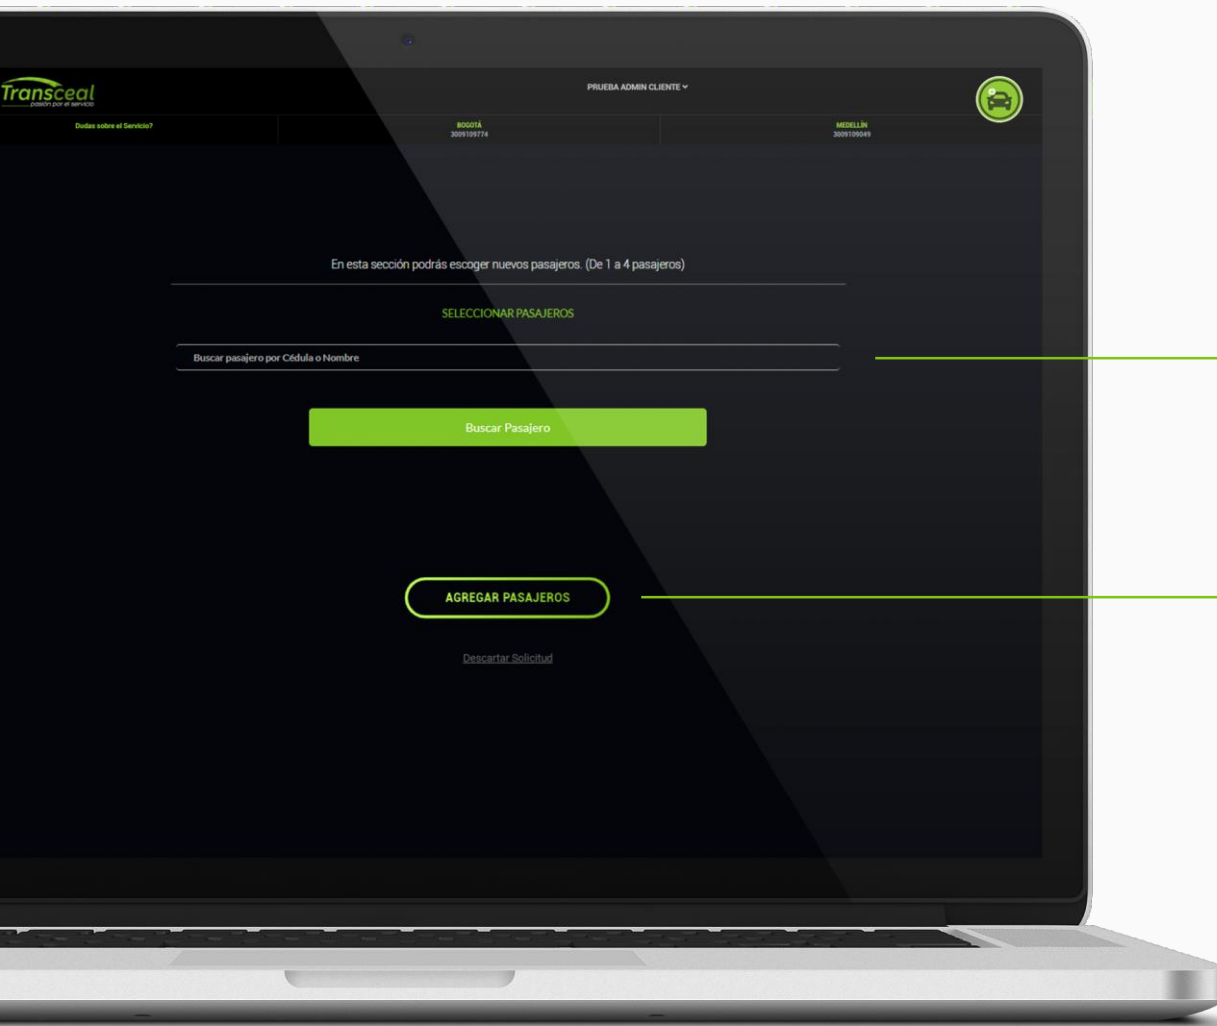 Transceal
pasión por el servicio
PRUEBA ADMIN CLIENTE
Dudas sobre el Servicio?
BOGOTÁ
3009109774
MEDELLÍN
3009109049
En esta sección podrás escoger nuevos pasajeros. (De 1 a 4 pasajeros)
SELECCIONAR PASAJEROS
Buscar pasajero por Cédula o Nombre
Buscar Pasajero
AGREGAR PASAJEROS
Descartar Solicitud